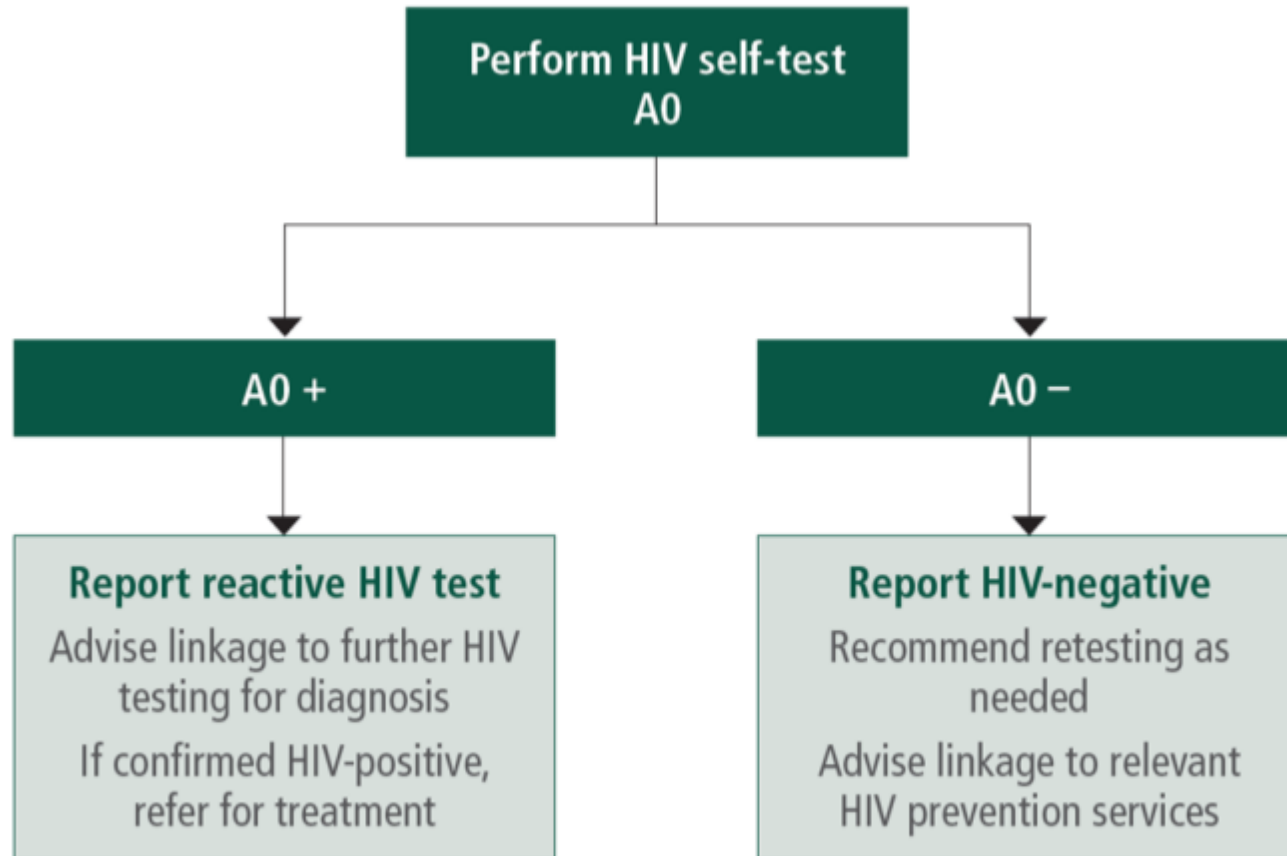 Perform HIV self-test
A0
A0 +
A0 –
Report reactive HIV test
Advise linkage to further HIV
testing for diagnosis
If confirmed HIV-positive,
refer for treatment
Report HIV-negative
Recommend retesting as
needed
Advise linkage to relevant
HIV prevention services